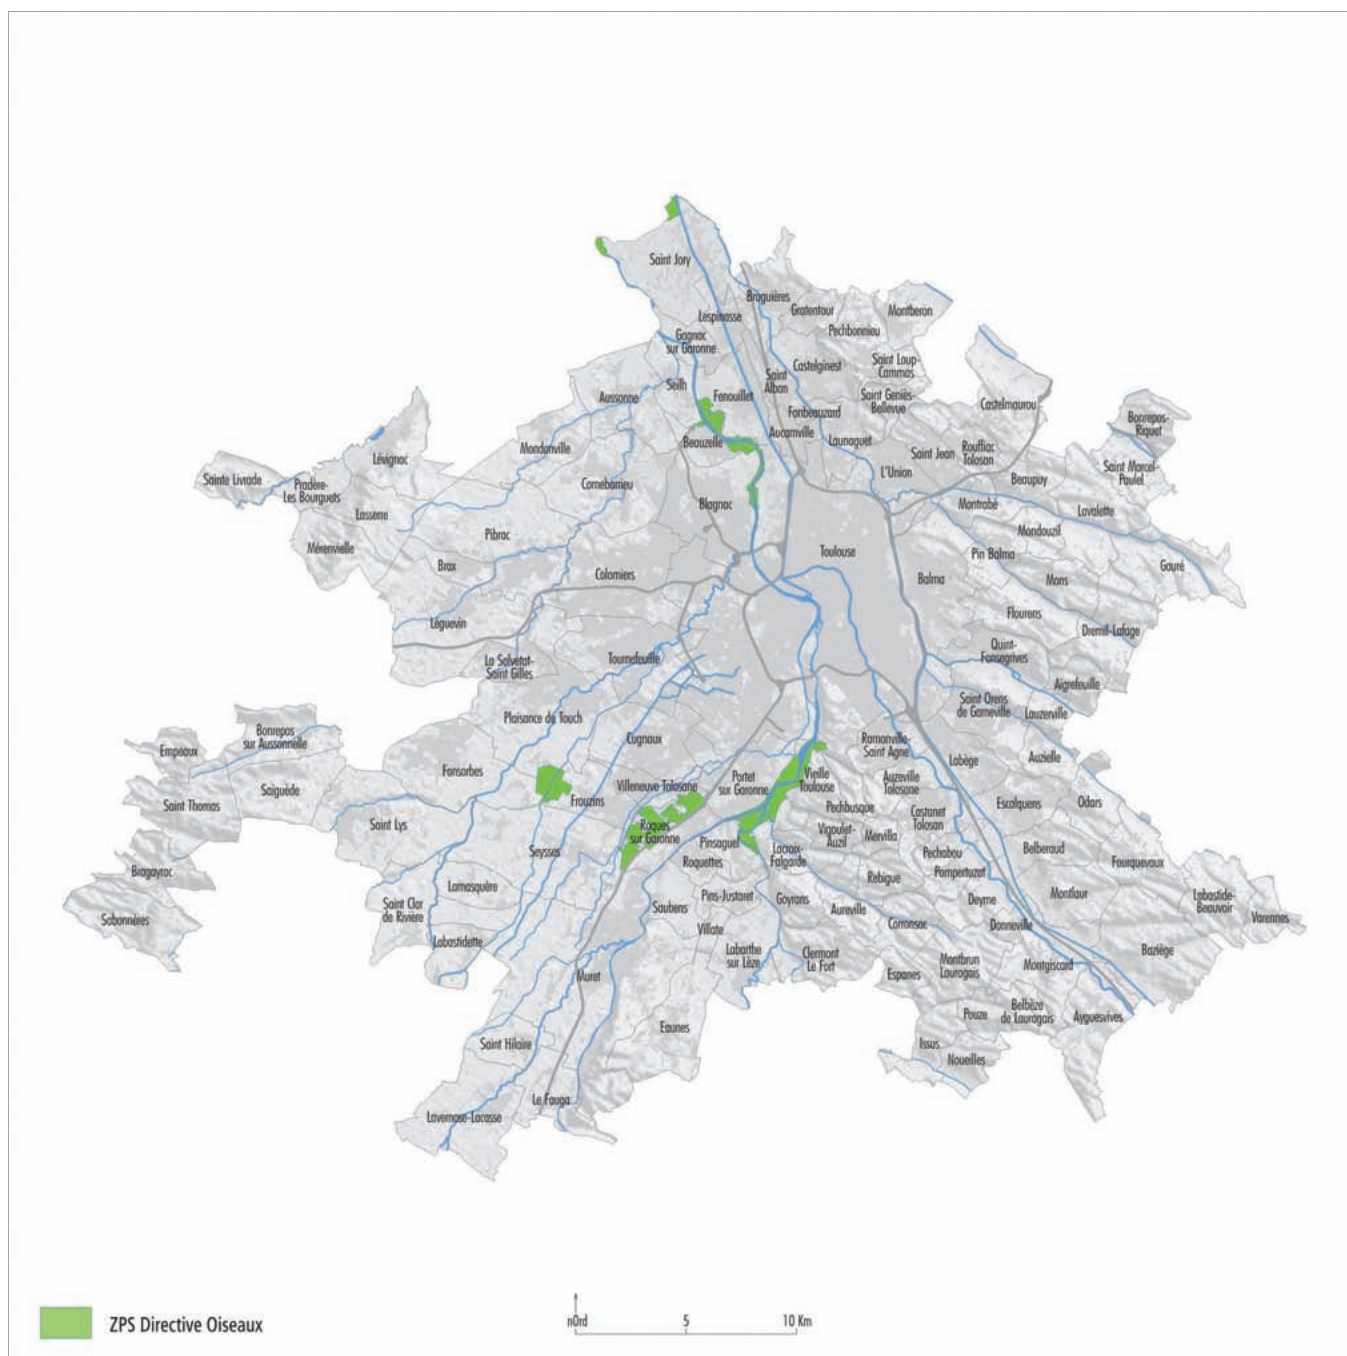 Saint Jory
Bruguières
Lespinasse
Gratentour
Montberon
Pechbonnieu
Gagnac
sur Garonne
Saint Loup-
Cammas
Castelginest
Saint
Alban
Seilh
Fenouillet
Aussonne
Saint Geniès-
Bellevue
Castelmaurou
Fonbeauzard
Bonrepos-
Riquet
Aucamville
Launaguet
Beauzelle
Mondonville
Saint Jean
Rouffiac
Tolosan
Lévignac
L'Union
Saint Marcel-
Paulel
Sainte Livrade
Pradère-
Les Bourguets
Cornebarrieu
Beaupuy
Blagnac
Montrabé
Lavalette
Lasserre
Mondouzil
Pibrac
Mérenvielle
Toulouse
Pin Balma
Brax
Colomiers
Balma
Mons
Gauré
Flourens
Léguevin
Dremil-Lafage
Quint-
Fonsegrives
La Salvetat-
Saint Gilles
Tournefeuille
Aigrefeuille
Saint Orens
de Gameville
Lauzerville
Plaisance du Touch
Bonrepos
sur Aussonnelle
Empeaux
Cugnaux
Ramonville-
Saint Agne
Labège
Auzielle
Fonsorbes
Saiguède
Saint Thomas
Villeneuve Tolosane
Portet
sur Garonne
Vieille
Toulouse
Auzeville
Tolosane
Frouzins
Escalquens
Odars
Pechbusque
Castanet
Tolosan
Saint Lys
Roques
sur Garonne
Vigoulet-
Auzil
Mervilla
Pinsaguel
Lacroix-
Falgarde
Belberaud
Seysses
Roquettes
Pechabou
Fourquevaux
Bragayrac
Pompertuzat
Rebigue
Lamasquère
Montlaur
Labastide-
Beauvoir
Pins-Justaret
Goyrans
Deyme
Saint Clar
de Rivière
Saubens
Aureville
Varennes
Sabonnères
Corronsac
Donneville
Villate
Labastidette
Labarthe
sur Lèze
Clermont
Le Fort
Baziège
Muret
Espanes
Montbrun
Lauragais
Montgiscard
Belbèze
de Lauragais
Pouze
Ayguesvives
Eaunes
Saint Hilaire
Issus
Noueilles
Le Fauga
Lavernose-Lacasse
ZPS Directive Oiseaux
nOrd 5 10 Km